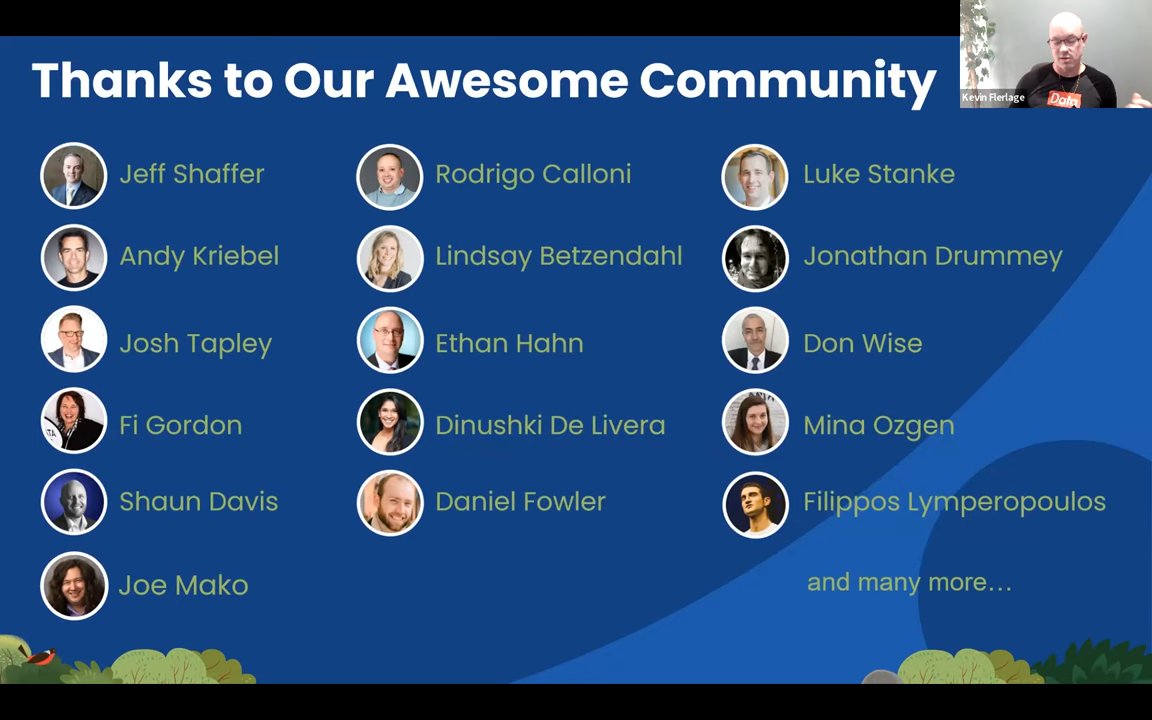 Thanks to Our Awesome Community
Kevin Flerlage
Data
Jeff Shaffer
Rodrigo Calloni
Luke Stanke
Andy Kriebel
Lindsay Betzendahl
Jonathan Drummey
Josh Tapley
Ethan Hahn
Don Wise
Fi Gordon
Dinushki De Livera
Mina Ozgen
Shaun Davis
Daniel Fowler
Filippos Lymperopoulos
Joe Mako
and many more…